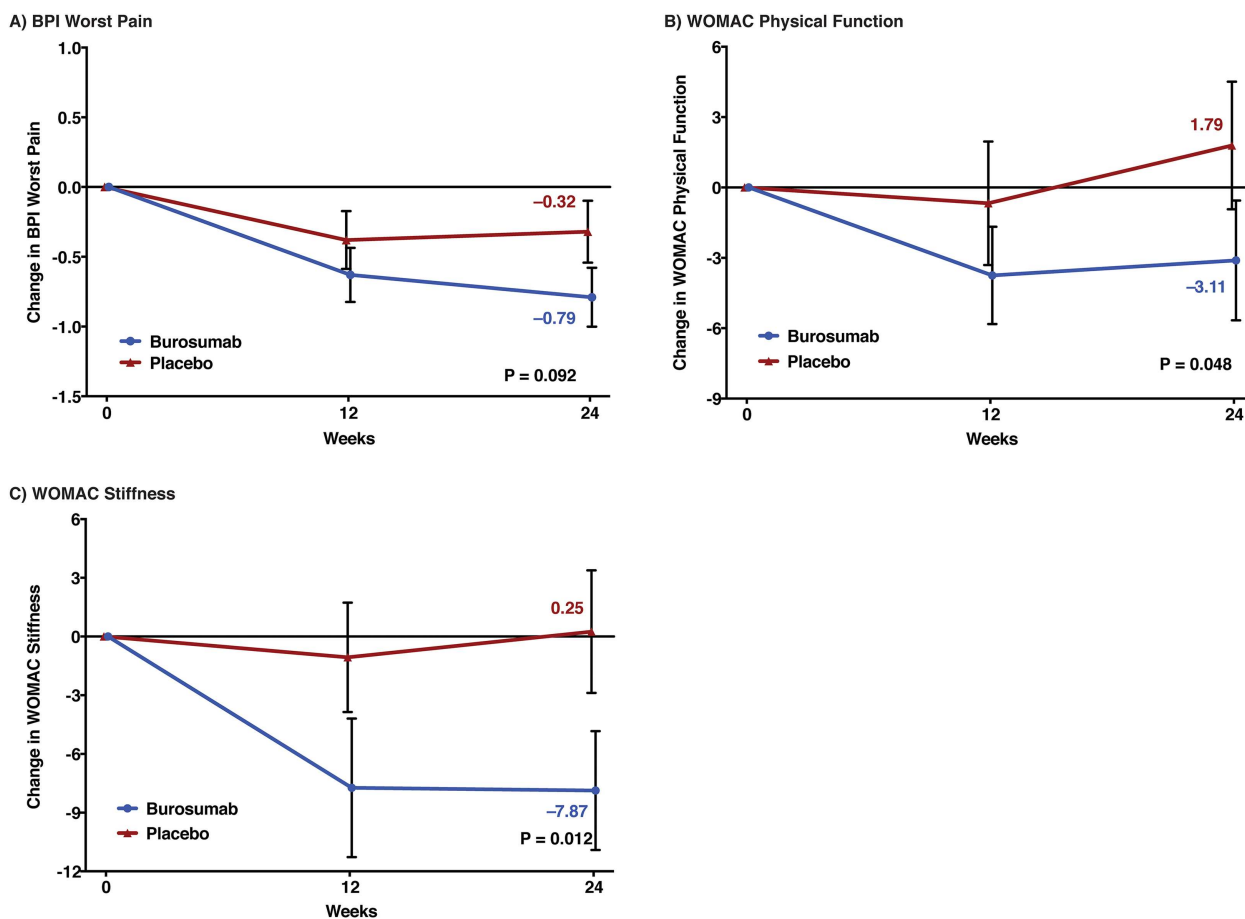 A) BPI Worst Pain
1.0
0.5
0.0
-0.5
-1.0
-1.5
Change in BPI Worst Pain
–0.32
–0.79
Burosumab
Placebo
P = 0.092
0
12
24
Weeks
B) WOMAC Physical Function
6
3
0
-3
-6
-9
Change in WOMAC Physical Function
1.79
–3.11
Burosumab
Placebo
P = 0.048
0
12
24
Weeks
C) WOMAC Stiffness
6
3
0
-3
-6
-9
-12
Change in WOMAC Stiffness
0.25
–7.87
Burosumab
Placebo
P = 0.012
0
12
24
Weeks